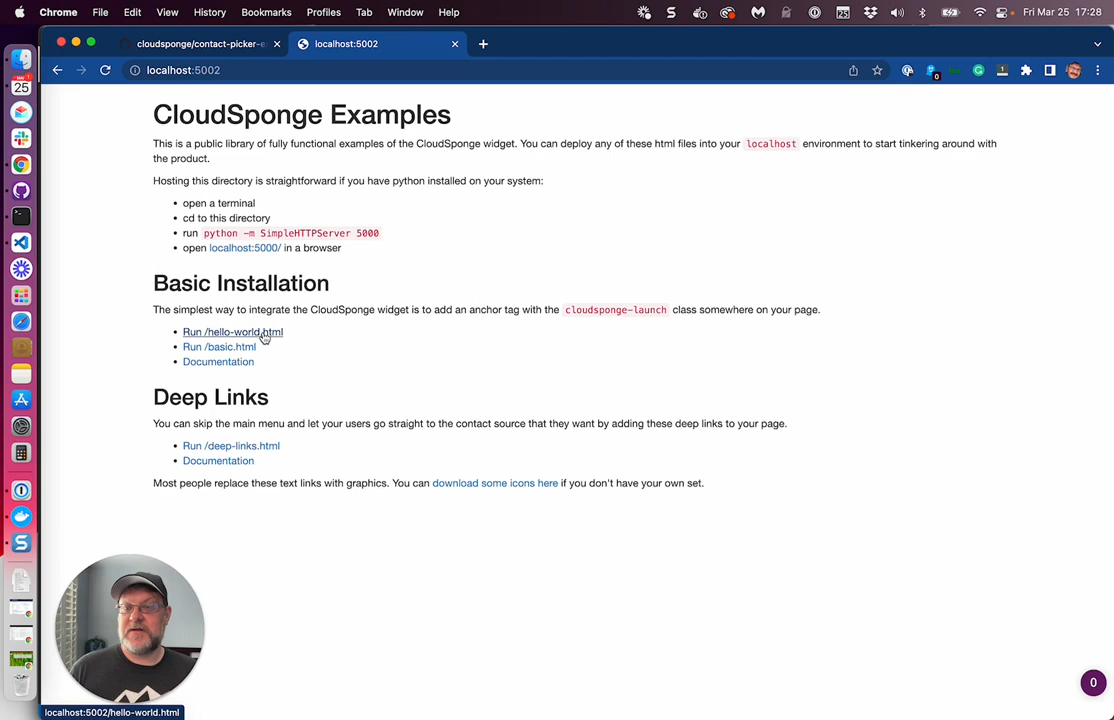 Chrome File Edit View History Bookmarks Profiles Tab Window Help 25 Fri Mar 25 17:28
cloudsponge/contact-picker-e
localhost:5002
localhost:5002
0
1
25
CloudSponge Examples
This is a public library of fully functional examples of the CloudSponge widget. You can deploy any of these html files into your localhost environment to start tinkering around with
the product.
Hosting this directory is straightforward if you have python installed on your system:
• open a terminal
• cd to this directory
• run python -m SimpleHTTPServer 5000
• open localhost:5000/ in a browser
Basic Installation
The simplest way to integrate the CloudSponge widget is to add an anchor tag with the cloudsponge-launch class somewhere on your page.
• Run /hello-world.html
• Run /basic.html
• Documentation
Deep Links
You can skip the main menu and let your users go straight to the contact source that they want by adding these deep links to your page.
• Run /deep-links.html
• Documentation
Most people replace these text links with graphics. You can download some icons here if you don't have your own set.
0
localhost:5002/hello-world.html